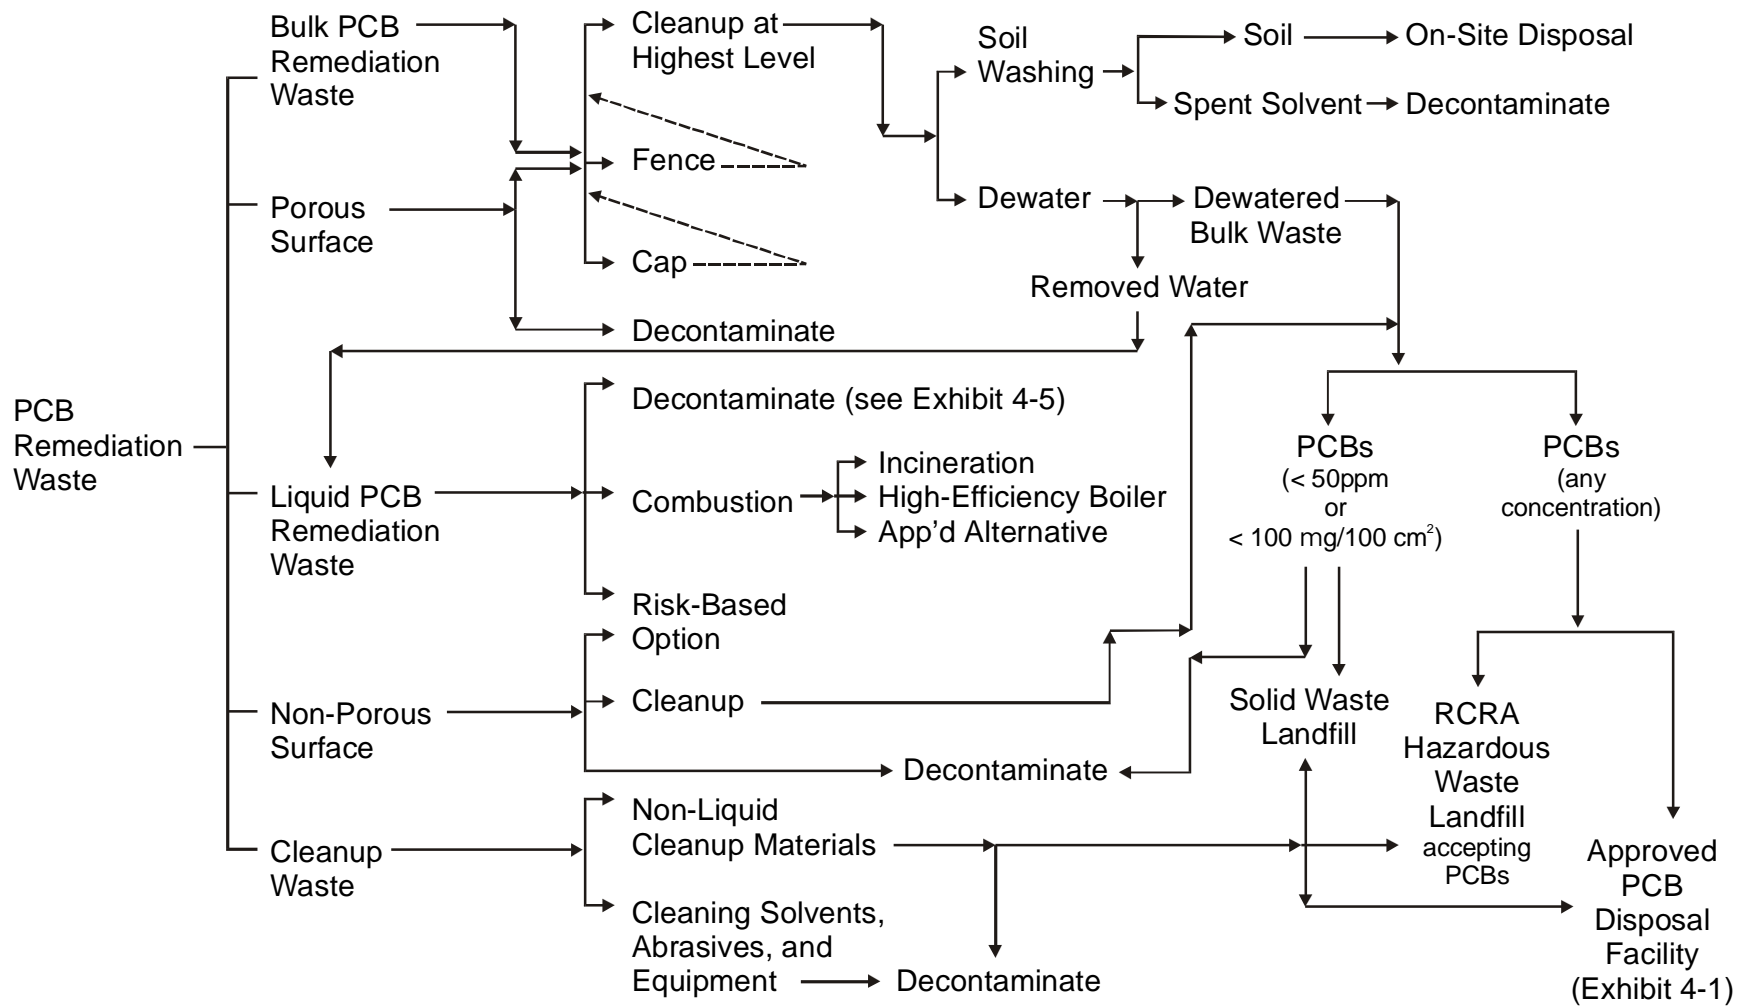 Bulk PCB
Remediation
Waste
Cleanup at
Highest Level
Soil
Washing
Soil
On-Site Disposal
Spent Solvent
Decontaminate
Fence
Porous
Surface
Cap
Dewater
Dewatered
Bulk Waste
Removed Water
Decontaminate
PCB
Remediation
Waste
Decontaminate (see Exhibit 4-5)
Liquid PCB
Remediation
Waste
Combustion
Incineration
High-Efficiency Boiler
App’d Alternative
Risk-Based
Option
PCBs
(< 50ppm
or
< 100 mg/100 cm²)
PCBs
(any
concentration)
Non-Porous
Surface
Cleanup
Decontaminate
Solid Waste
Landfill
RCRA
Hazardous
Waste
Landfill
accepting
PCBs
Cleanup
Waste
Non-Liquid
Cleanup Materials
Cleaning Solvents,
Abrasives, and
Equipment
Decontaminate
Approved
PCB
Disposal
Facility
(Exhibit 4-1)